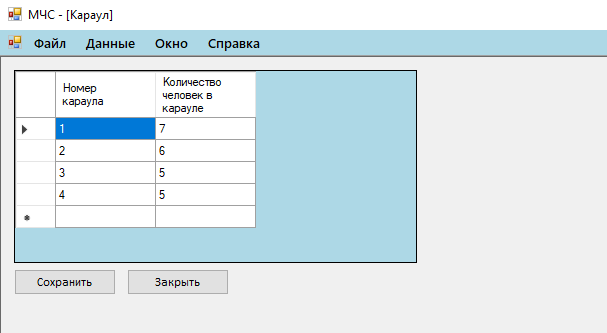 МЧС - [Караул]
Файл Данные Окно Справка
Номер караула Количество человек в карауле
1 7
2 6
3 5
4 5
Сохранить Закрыть